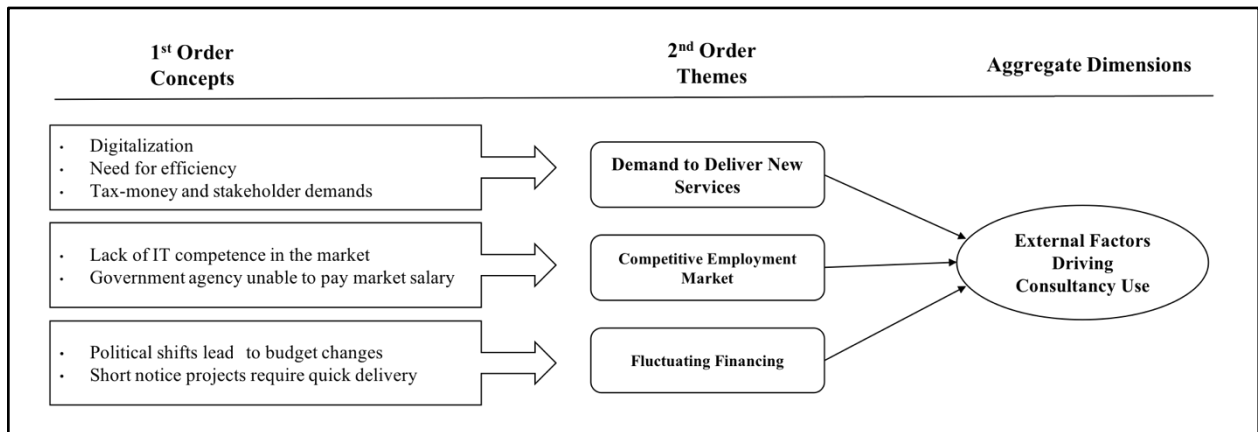 1st Order
Concepts
2nd Order
Themes
Aggregate Dimensions
• Digitalization
• Need for efficiency
• Tax-money and stakeholder demands
Demand to Deliver New
Services
• Lack of IT competence in the market
• Government agency unable to pay market salary
Competitive Employment
Market
External Factors
Driving
Consultancy Use
• Political shifts lead to budget changes
• Short notice projects require quick delivery
Fluctuating Financing